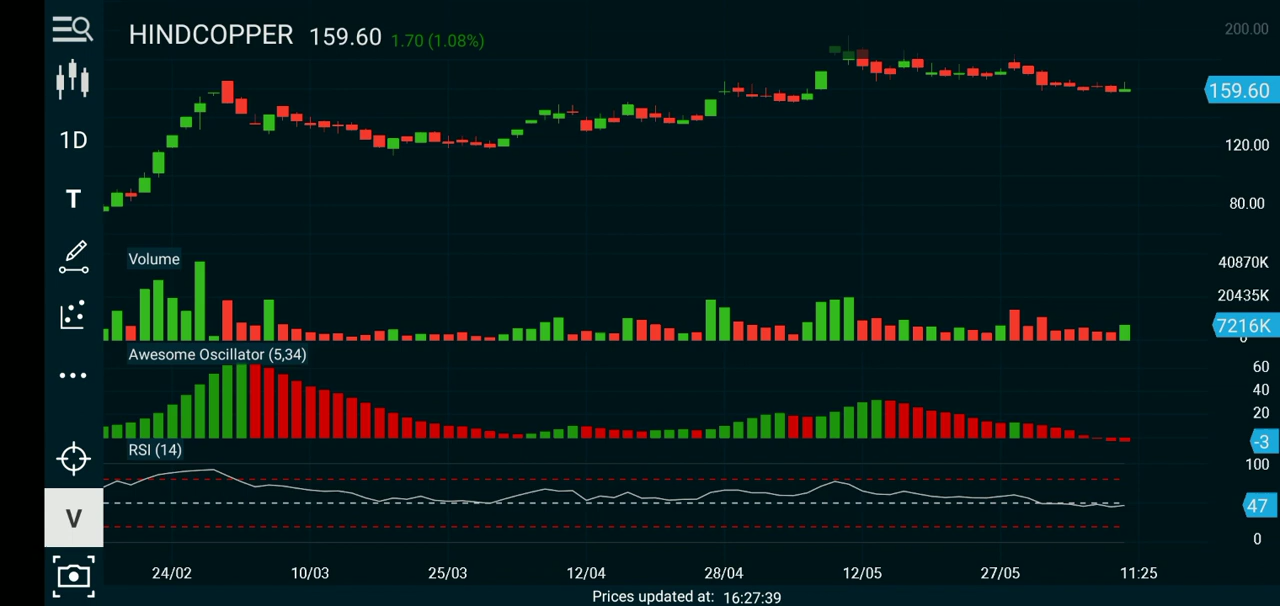 HINDCOPPER 159.60 1.70 (1.08%)
200.00
159.60
1D
120.00
T
80.00
Volume
40870K
20435K
7216K
0
Awesome Oscillator (5,34)
60
40
20
-3
RSI (14)
100
47
V
0
24/02 10/03 25/03 12/04 28/04 12/05 27/05 11:25
Prices updated at: 16:27:39